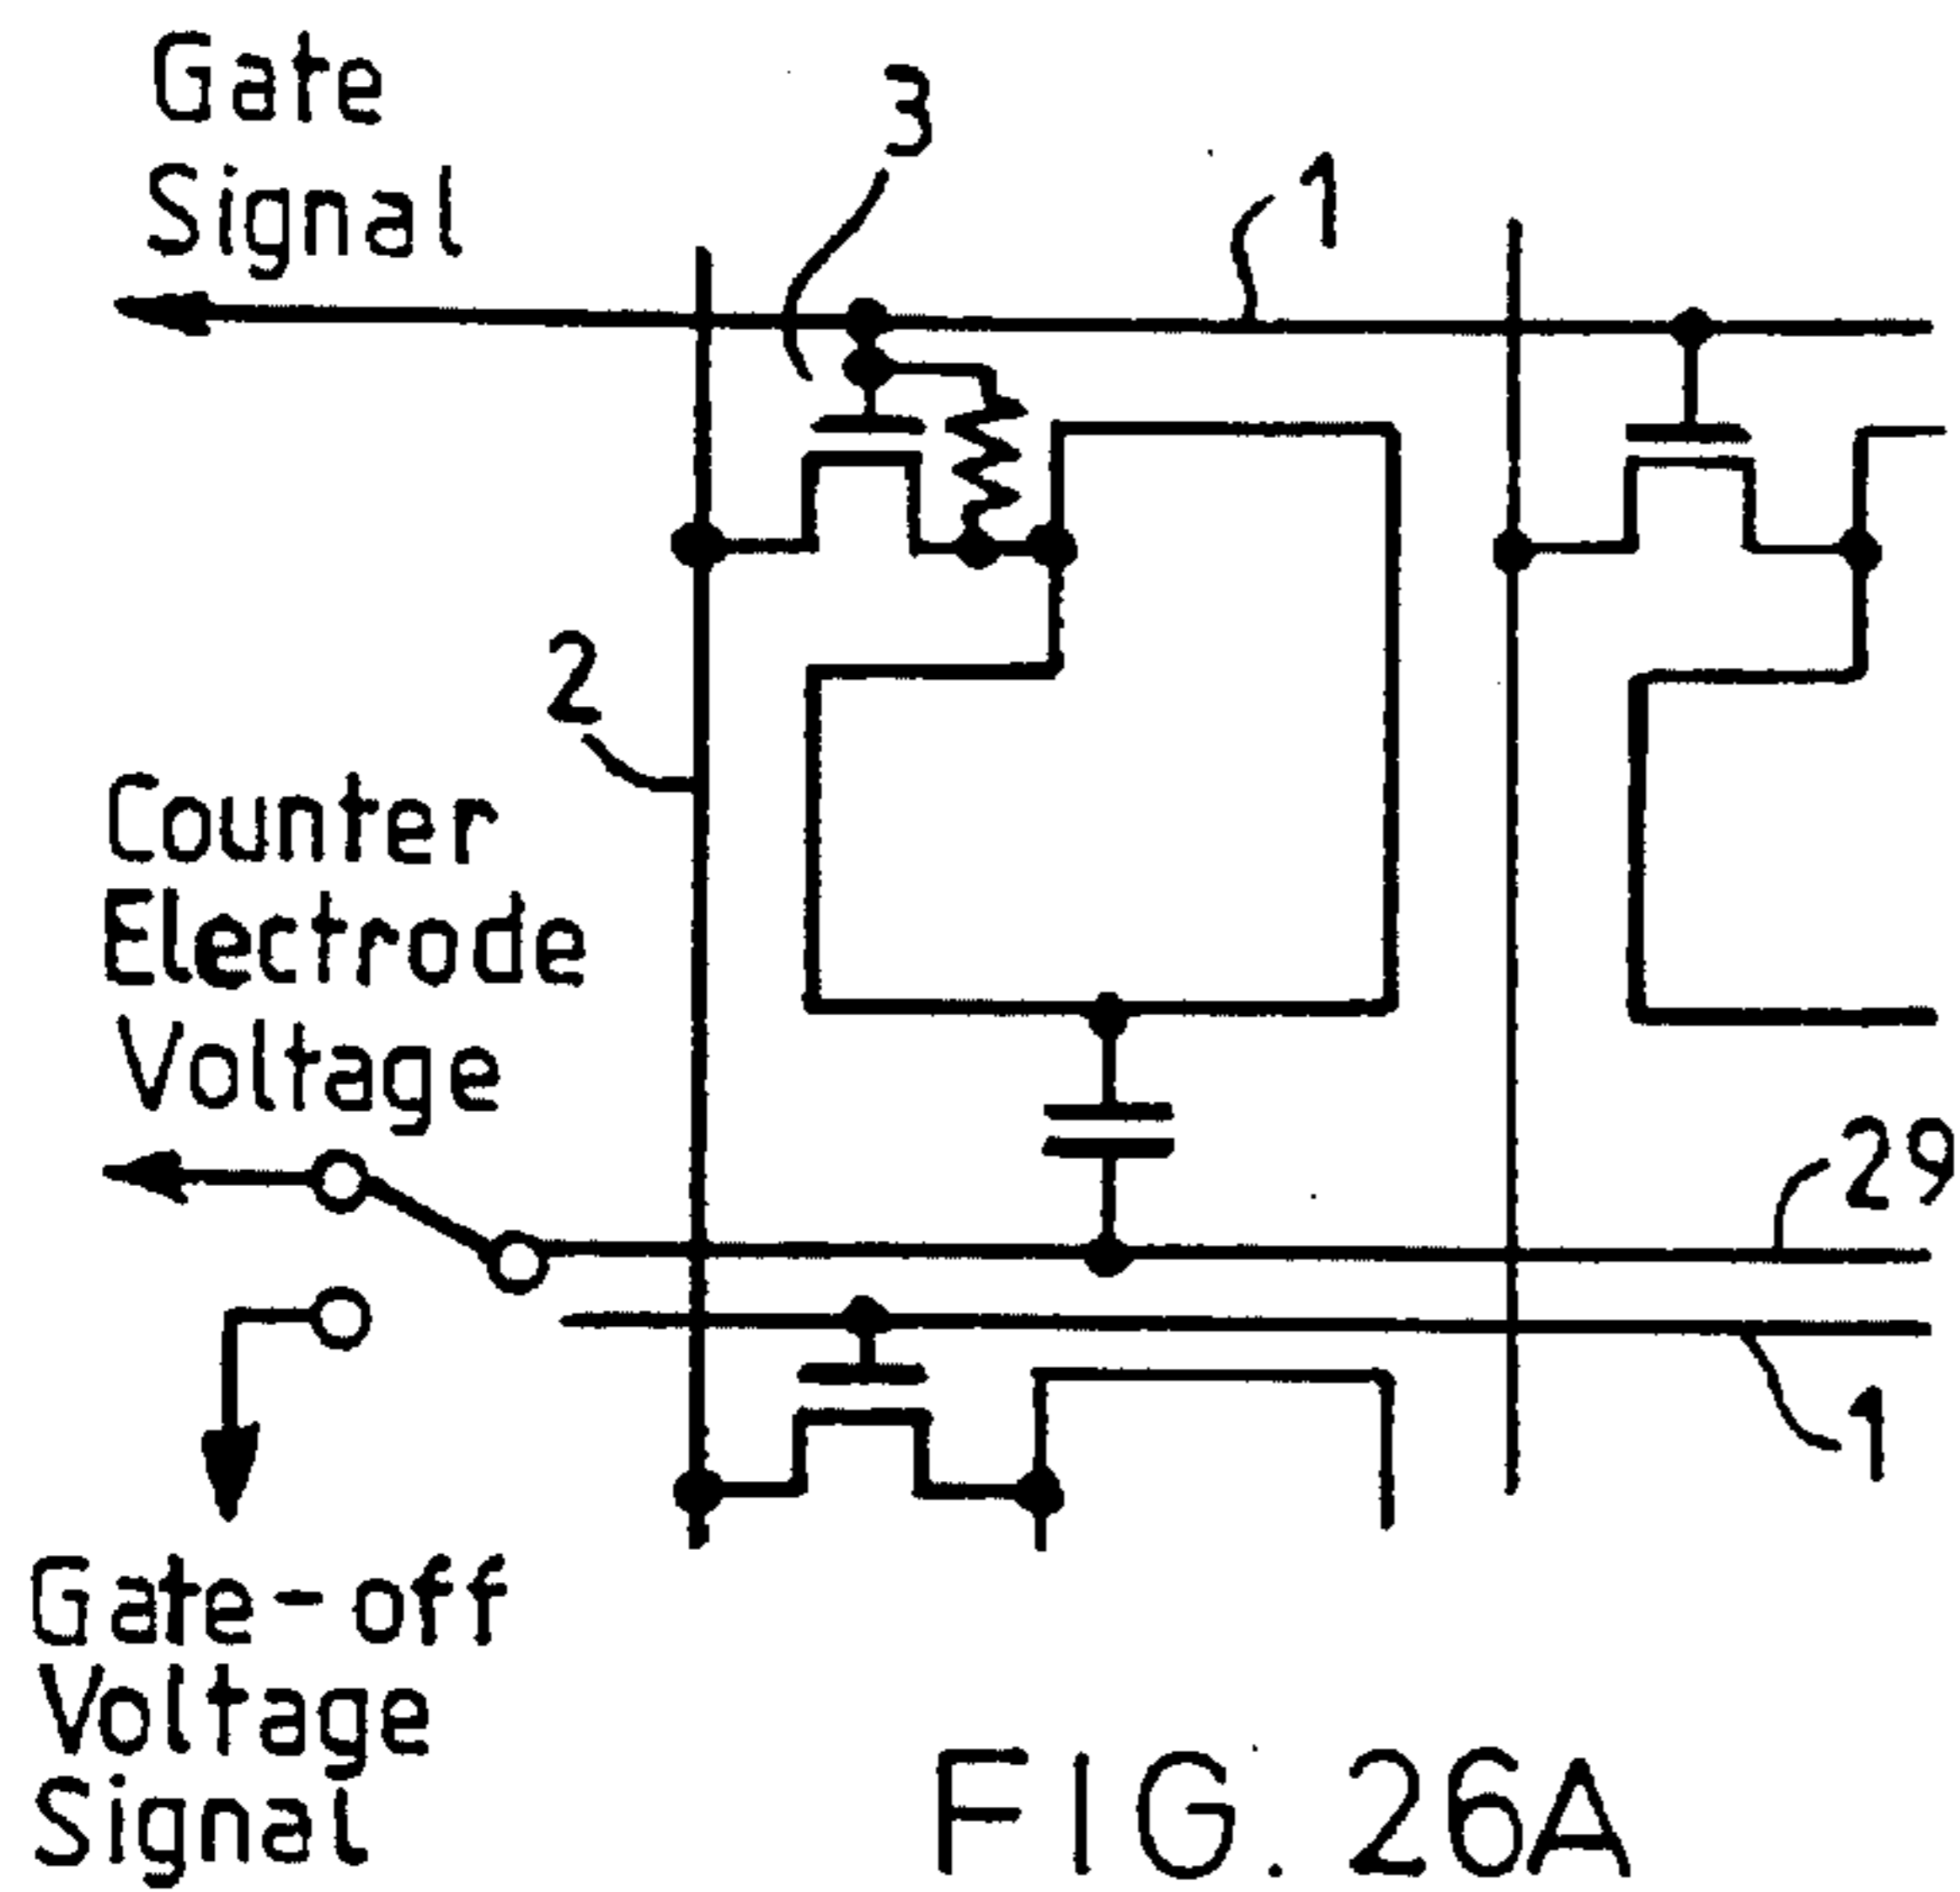 Gate
Signal
3
1
2
Counter
Electrode
Voltage
29
1
Gate-off
Voltage
Signal
FIG. 26A